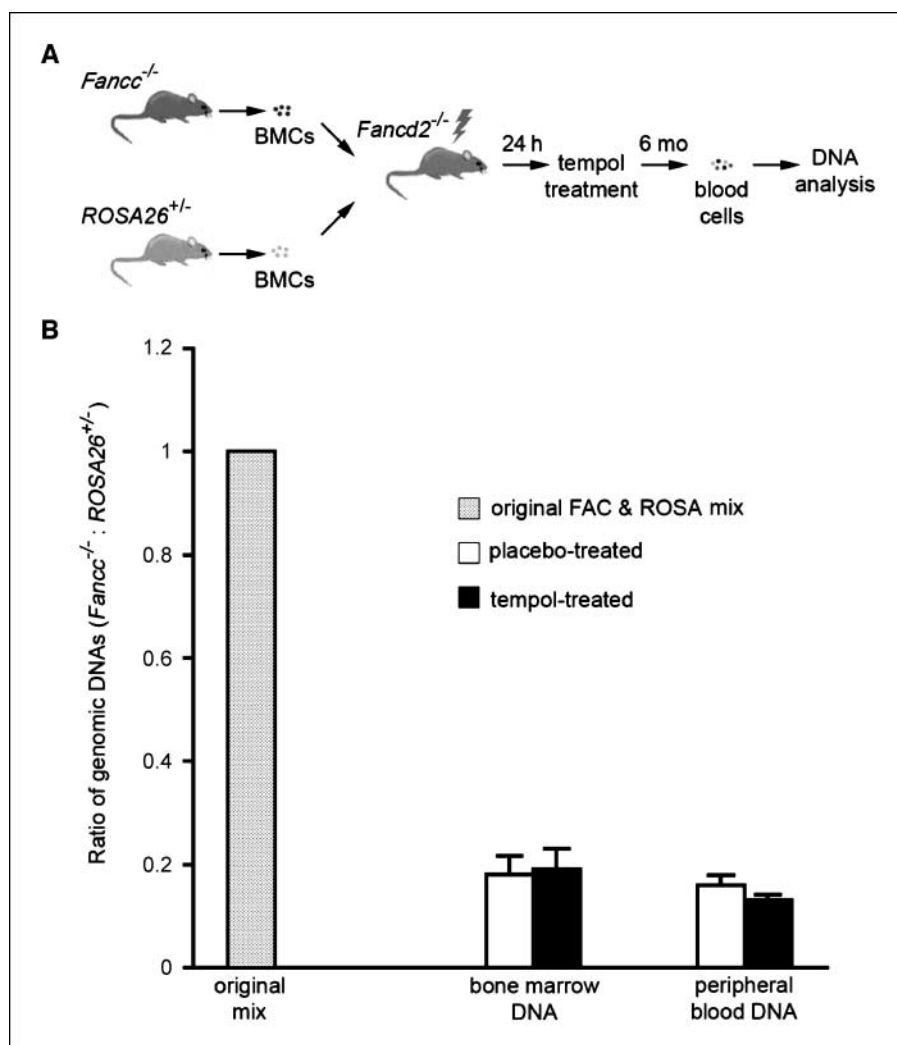 A
Fancc-/-
BMCs
Fancd2-/-
24 h
tempol
treatment
6 mo
blood
cells
DNA
analysis
ROSA26+/-
BMCs
B
Ratio of genomic DNAs (Fancc-/- : ROSA26+/-)
1.2
1
0.8
0.6
0.4
0.2
0
original FAC & ROSA mix
placebo-treated
tempol-treated
original
mix
bone marrow
DNA
peripheral
blood DNA